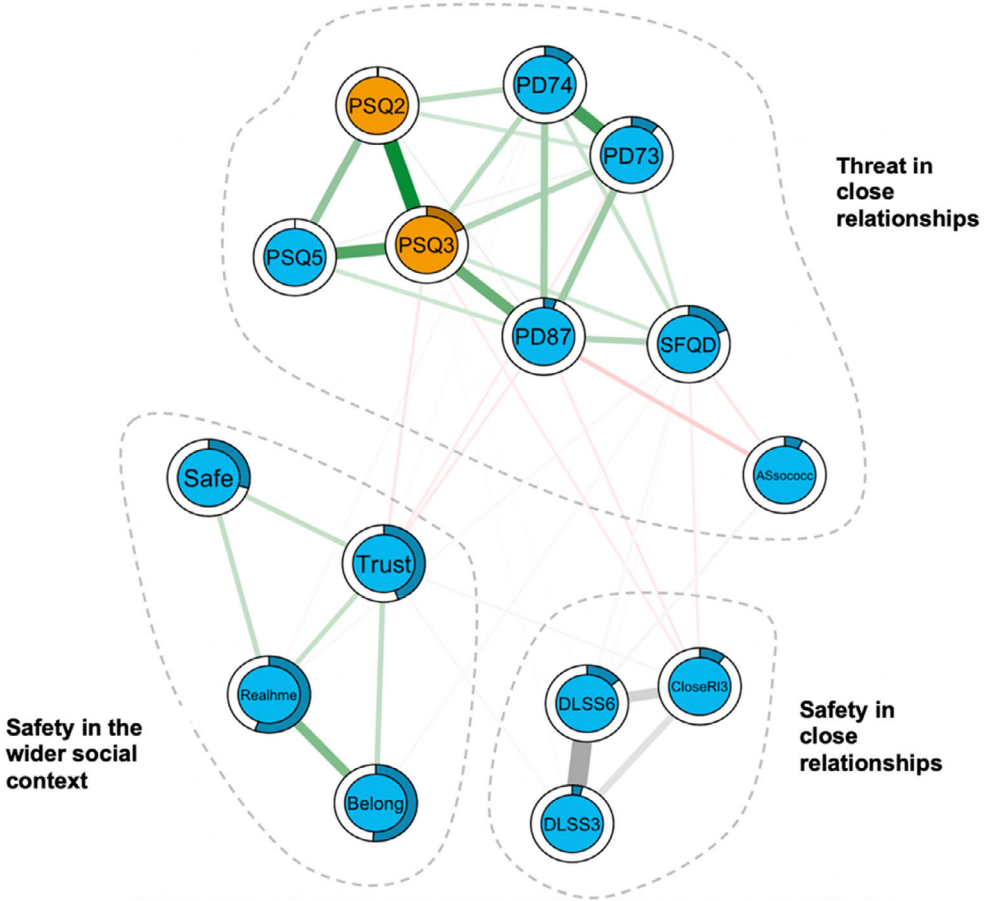 PD74
PSQ2
PD73
Threat in
close
relationships
PSQ3
PSQ5
PD87
SFQD
ASsococc
Safe
Trust
Realhme
CloseRl3
DLSS6
Safety in the
wider social
context
Safety in
close
relationships
Belong
DLSS3